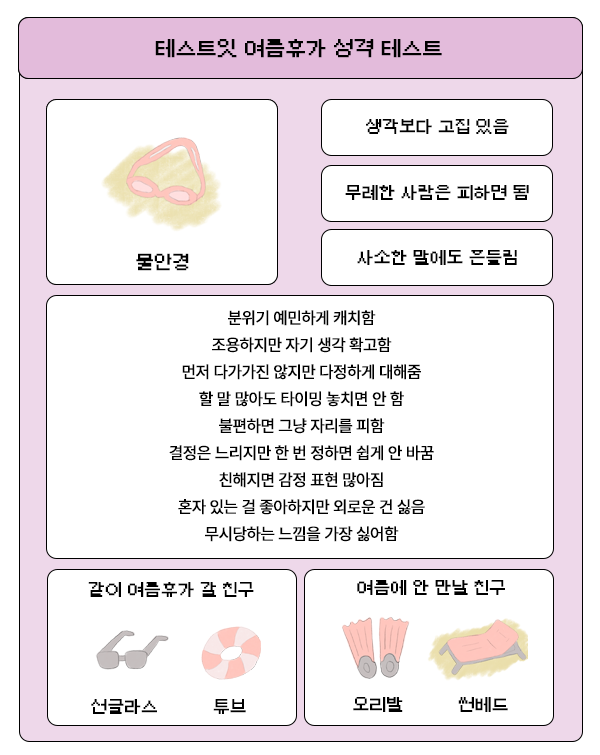 테스트잇 여름휴가 성격 테스트
물안경
생각보다 고집 있음
무례한 사람은 피하면 됨
사소한 말에도 흔들림
분위기 예민하게 캐치함
조용하지만 자기 생각 확고함
먼저 다가가진 않지만 다정하게 대해줌
할 말 많아도 타이밍 놓치면 안 함
불편하면 그냥 자리를 피함
결정은 느리지만 한 번 정하면 쉽게 안 바꿈
친해지면 감정 표현 많아짐
혼자 있는 걸 좋아하지만 외로운 건 싫음
무시당하는 느낌을 가장 싫어함
같이 여름휴가 갈 친구
선글라스
튜브
여름에 안 만날 친구
오리발
썬베드